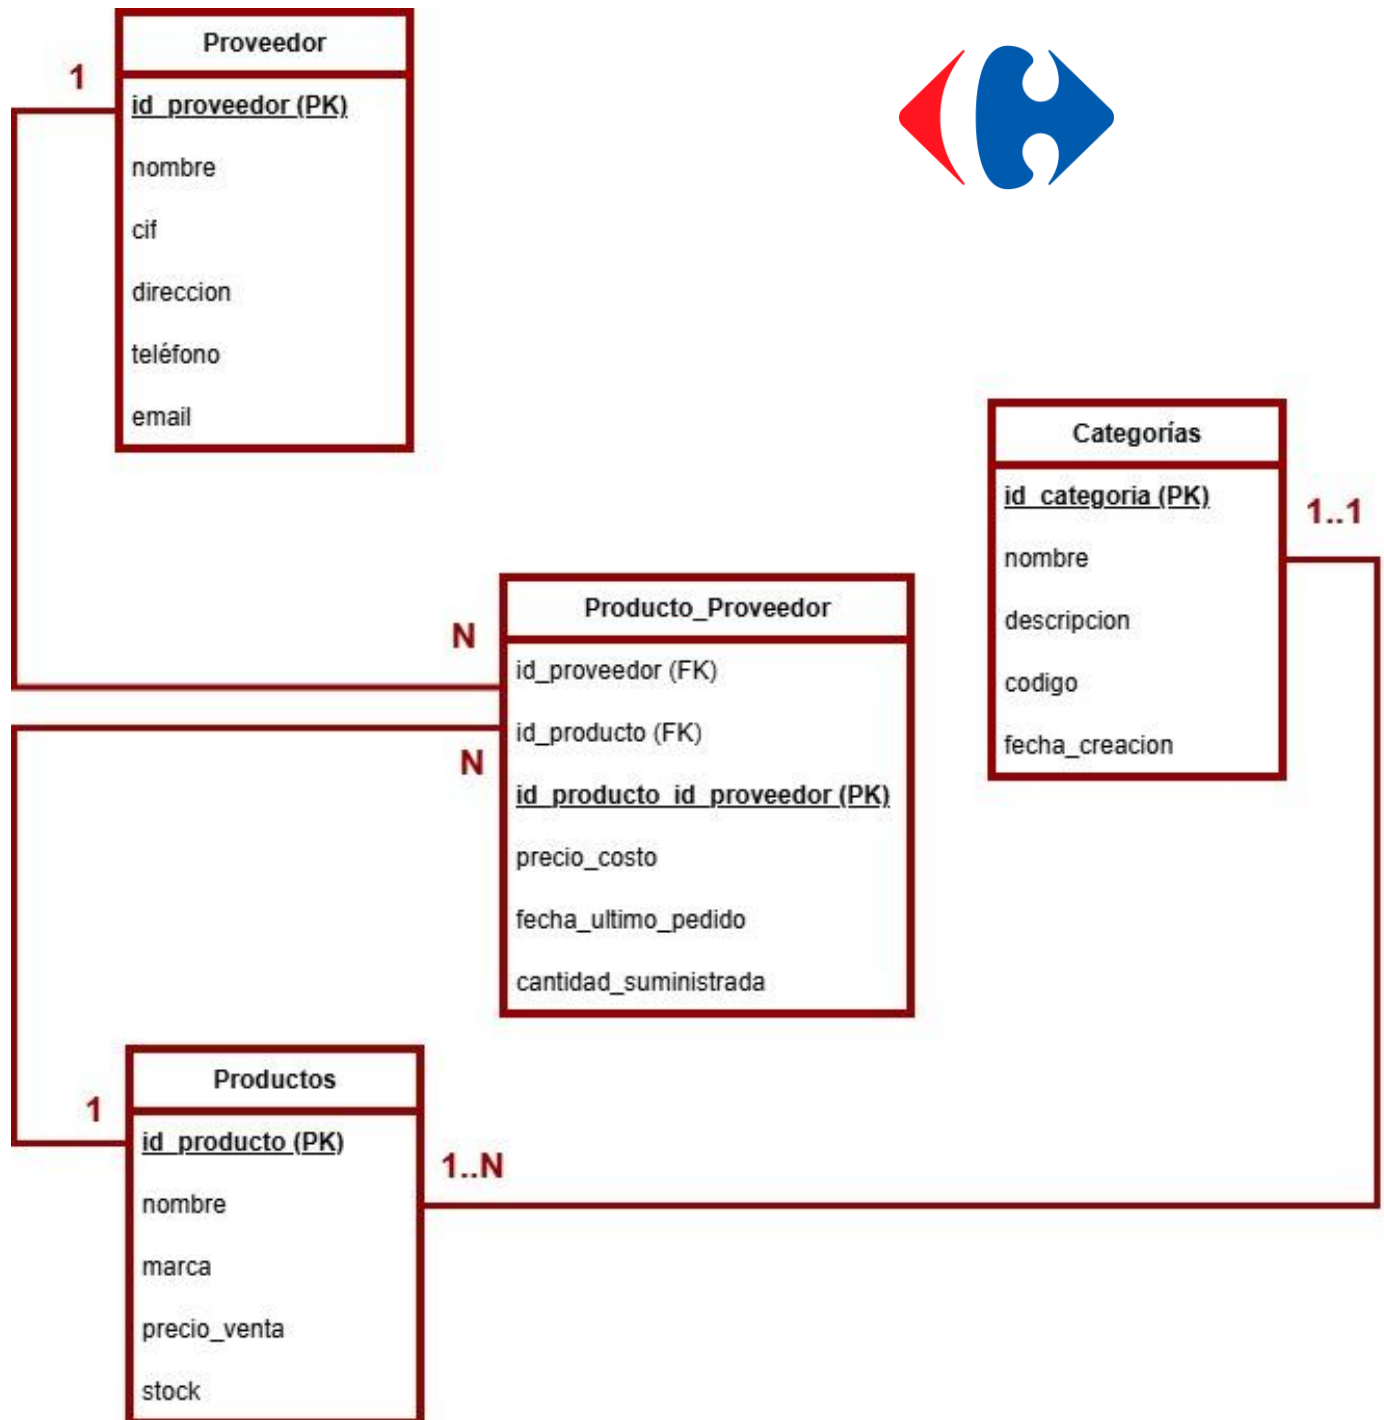 Proveedor
1
id_proveedor (PK)
nombre
cif
direccion
teléfono
email
Categorías
id_categoria (PK)
1..1
nombre
descripcion
codigo
fecha_creacion
Producto_Proveedor
N
id_proveedor (FK)
id_producto (FK)
N
id_producto_id_proveedor (PK)
precio_costo
fecha_ultimo_pedido
cantidad_suministrada
Productos
1
id_producto (PK)
1..N
nombre
marca
precio_venta
stock